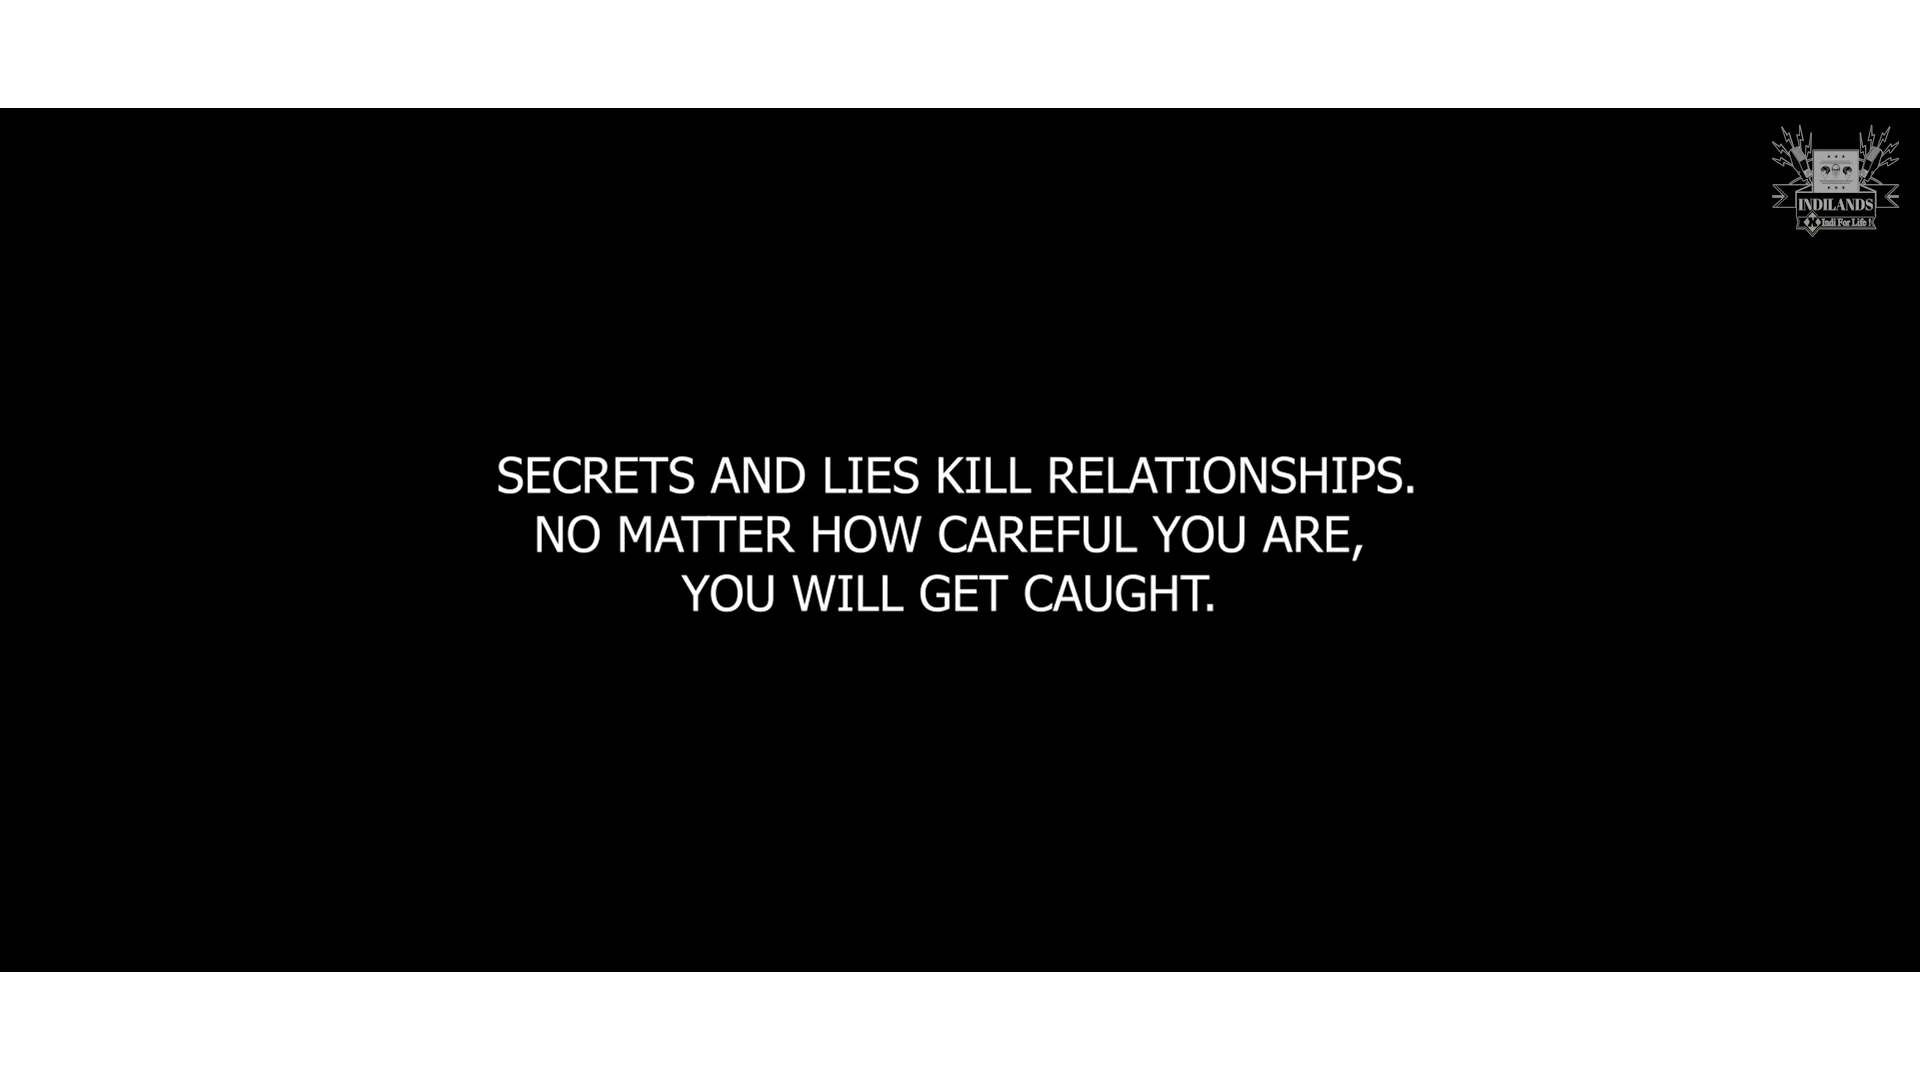 INDILANDS
Indi For Life !
SECRETS AND LIES KILL RELATIONSHIPS.
NO MATTER HOW CAREFUL YOU ARE,
YOU WILL GET CAUGHT.